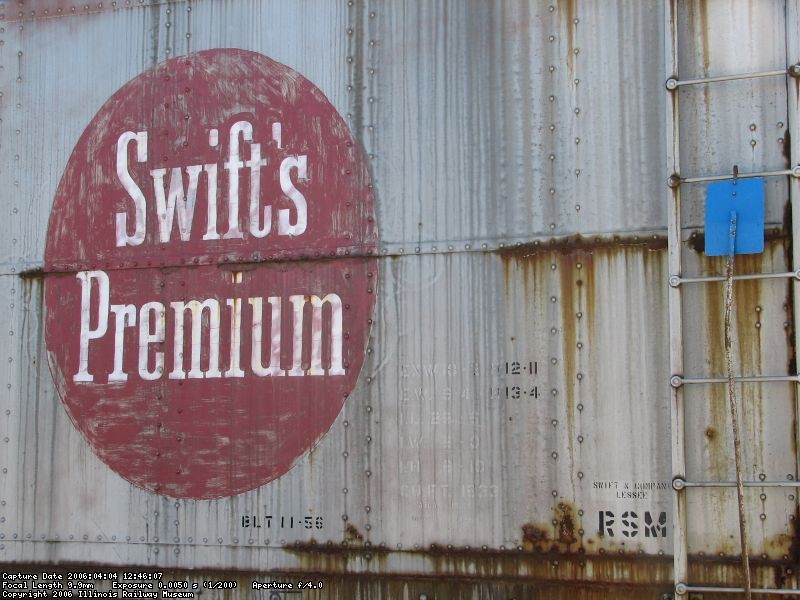 Swift's
Premium
12-11
13-4
BLT 11-56
SWIFT & COMPANY
LESSEE
RSM
Capture Date 2006:04:04 12:46:07
Focal Length 9.9mm Exposure 0.0050 s (1/200) Aperture f/4.0
Copyright 2006 Illinois Railway Museum